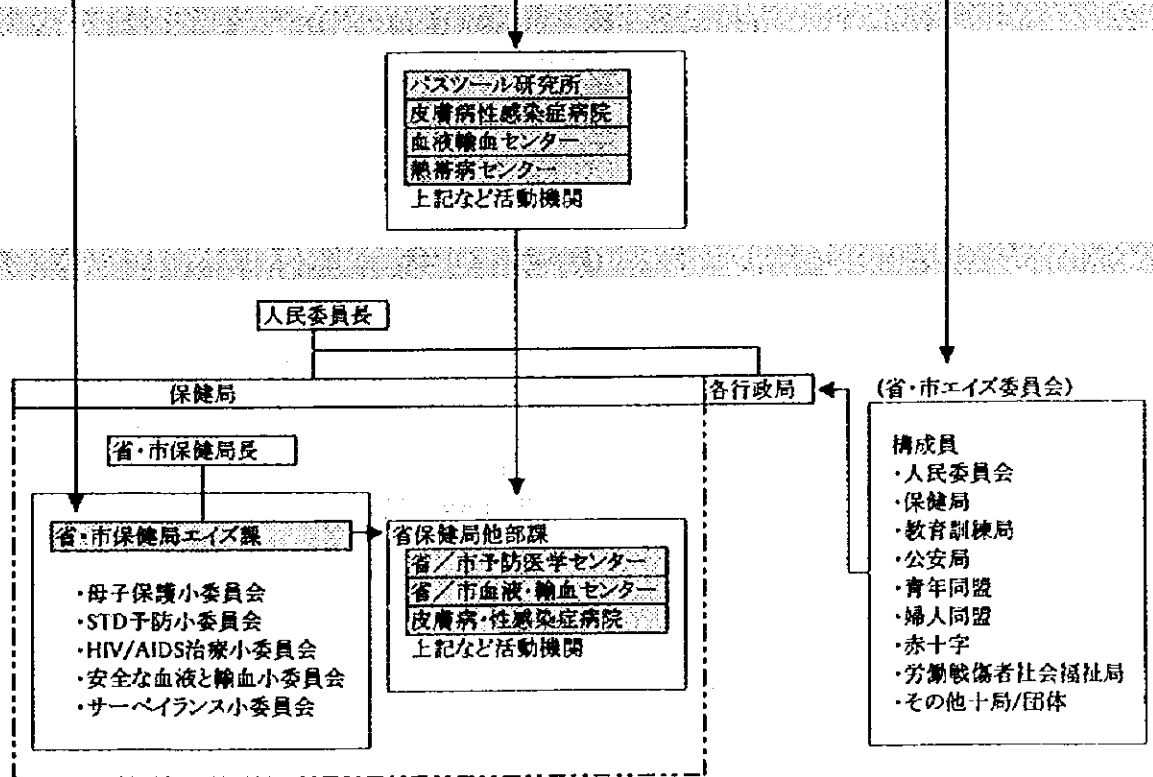 パスツール研究所
皮膚病性感染症病院
血液輸血センター
熱帯病センター
上記など活動機関
人民委員長
保健局
各行政局
(省・市エイズ委員会)
省・市保健局長
構成員
・人民委員会
・保健局
・教育訓練局
・公安局
・青年同盟
・婦人同盟
・赤十字
・労働戦傷者社会福祉局
・その他十局/団体
省・市保健局エイズ課
・母子保護小委員会
・STD予防小委員会
・HIV/AIDS治療小委員会
・安全な血液と輸血小委員会
・サーベイランス小委員会
省保健局他部課
省/市予防医学センター
省/市血液・輸血センター
皮膚病・性感染症病院
上記など活動機関